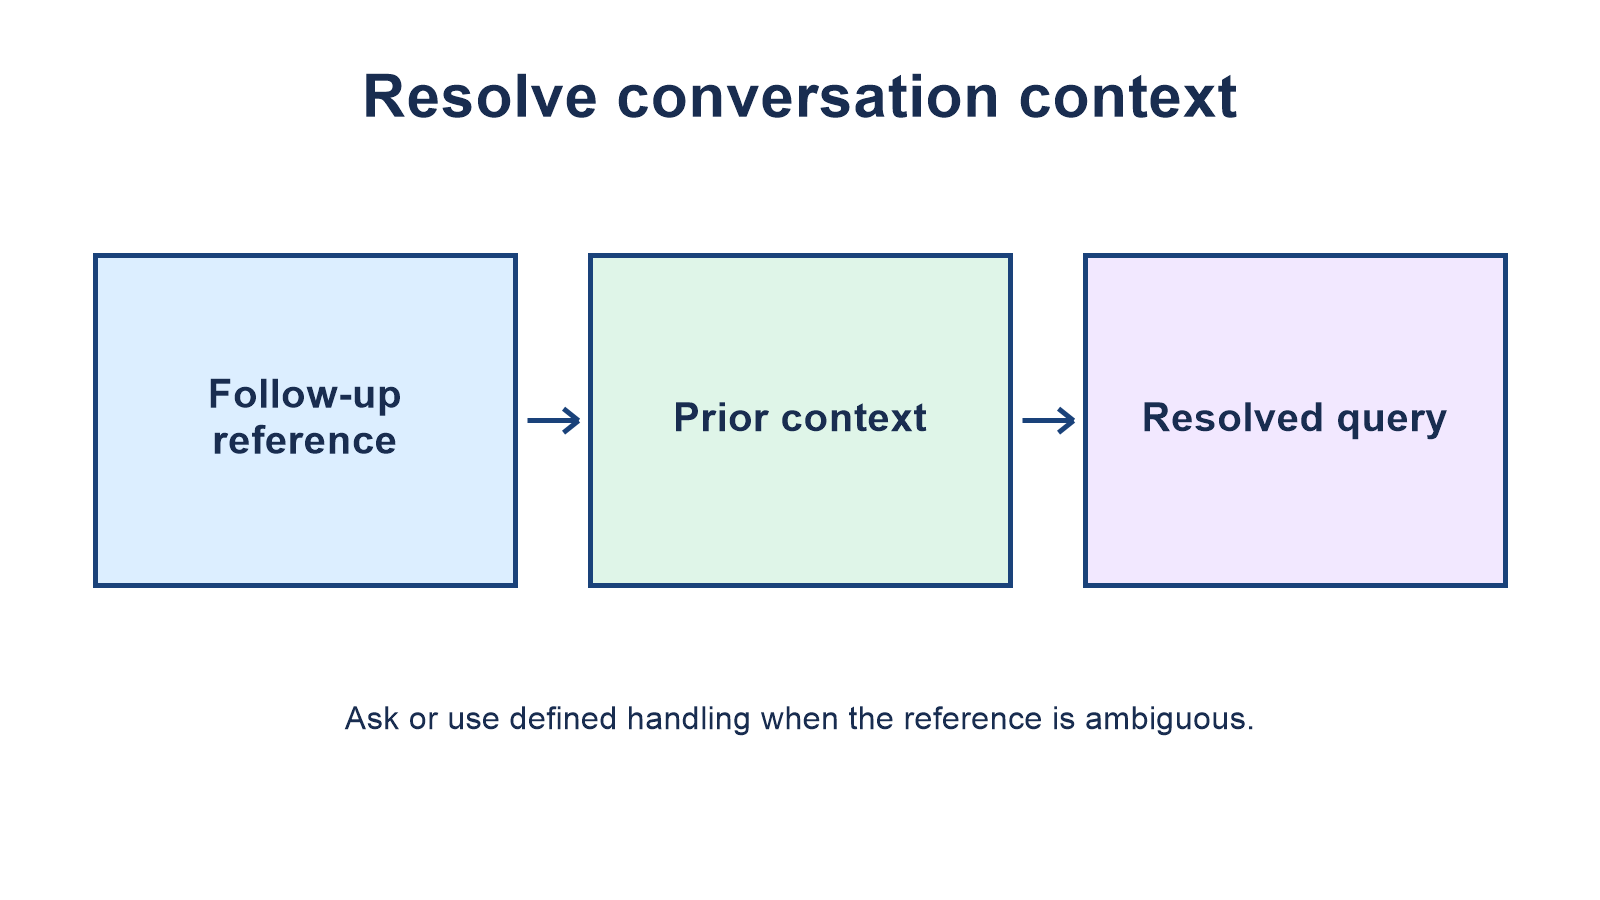 Resolve conversation context
Follow-up
reference
Prior context
Resolved query
Ask or use defined handling when the reference is ambiguous.